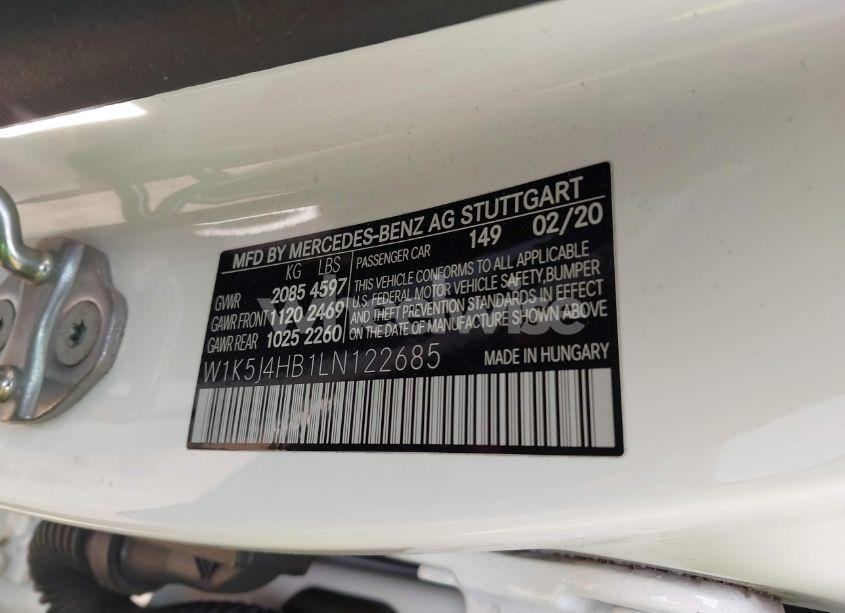 MFD BY MERCEDES-BENZ AG STUTTGART
KG LBS PASSENGER CAR 149 02/20
GVWR 2085 4597
GAWR FRONT 1120 2469
GAWR REAR 1025 2260
THIS VEHICLE CONFORMS TO ALL APPLICABLE
U.S. FEDERAL MOTOR VEHICLE SAFETY,BUMPER
AND THEFT PREVENTION STANDARDS IN EFFECT
ON THE DATE OF MANUFACTURE SHOWN ABOVE
W1K5J4HB1LN122685
MADE IN HUNGARY